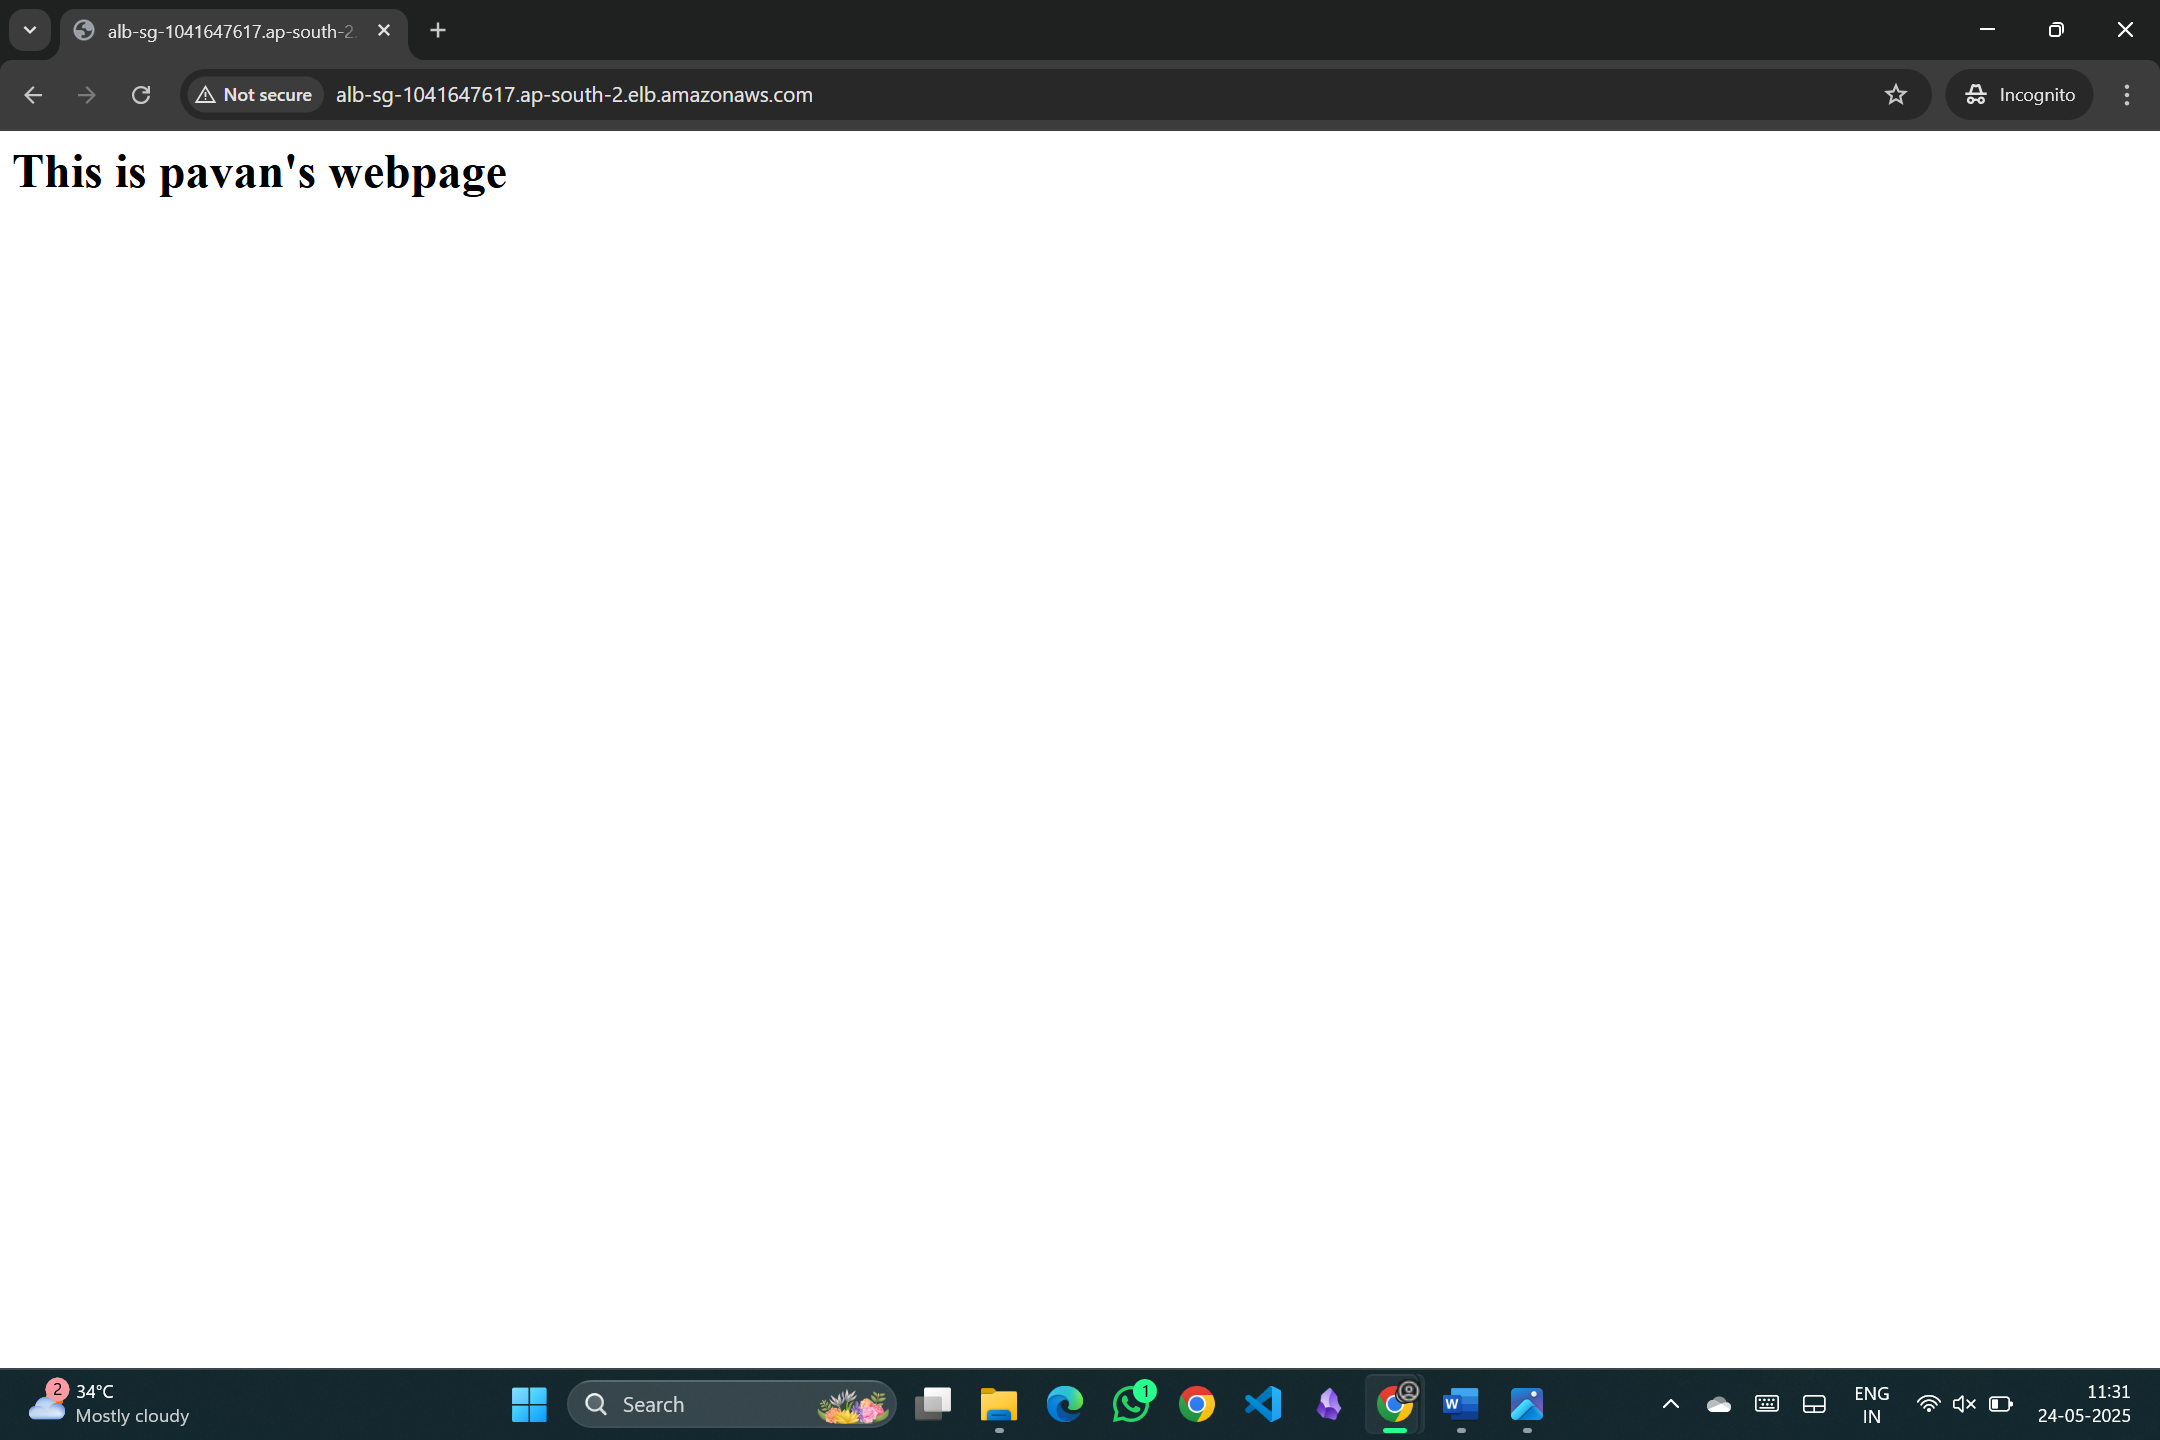 alb-sg-1041647617.ap-south-2.
Not secure
alb-sg-1041647617.ap-south-2.elb.amazonaws.com
Incognito
This is pavan's webpage
2
34°C
Mostly cloudy
Search
1
W
ENG
IN
11:31
24-05-2025